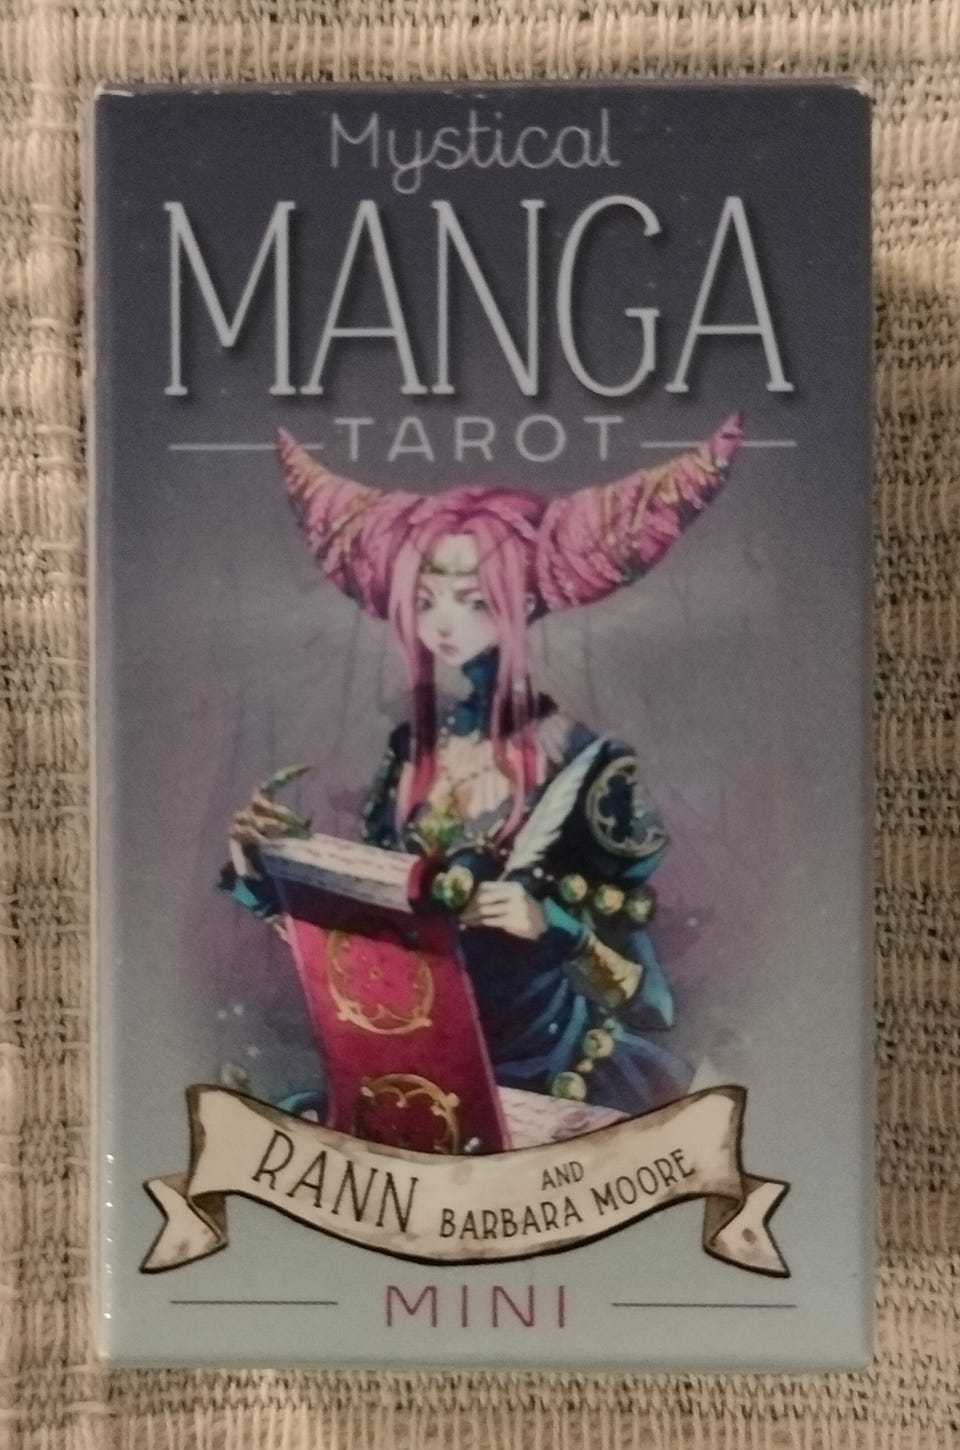 Mystical
MANGA
TAROT
RANN
AND
BARBARA MOORE
MINI